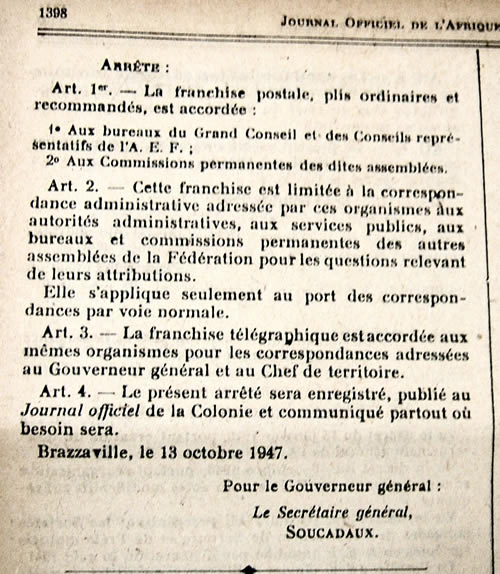 1398
JOURNAL OFFICIEL DE L'AFRIQUE
ARRÊTE :
Art. 1er. — La franchise postale, plis ordinaires et
recommandés, est accordée :
1º Aux bureaux du Grand Conseil et des Conseils repré-
sentatifs de l'A. E. F. ;
2º Aux Commissions permanentes des dites assemblées.
Art. 2. — Cette franchise est limitée à la correspon-
dance administrative adressée par ces organismes aux
autorités administratives, aux services publics, aux
bureaux et commissions permanentes des autres
assemblées de la Fédération pour les questions relevant
de leurs attributions.
Elle s'applique seulement au port des correspon-
dances par voie normale.
Art. 3. — La franchise télégraphique est accordée aux
mêmes organismes pour les correspondances adressées
au Gouverneur général et au Chef de territoire.
Art. 4. — Le présent arrêté sera enregistré, publié au
Journal officiel de la Colonie et communiqué partout où
besoin sera.
Brazzaville, le 13 octobre 1947.
Pour le Gouverneur général :
Le Secrétaire général,
SOUCADAUX.